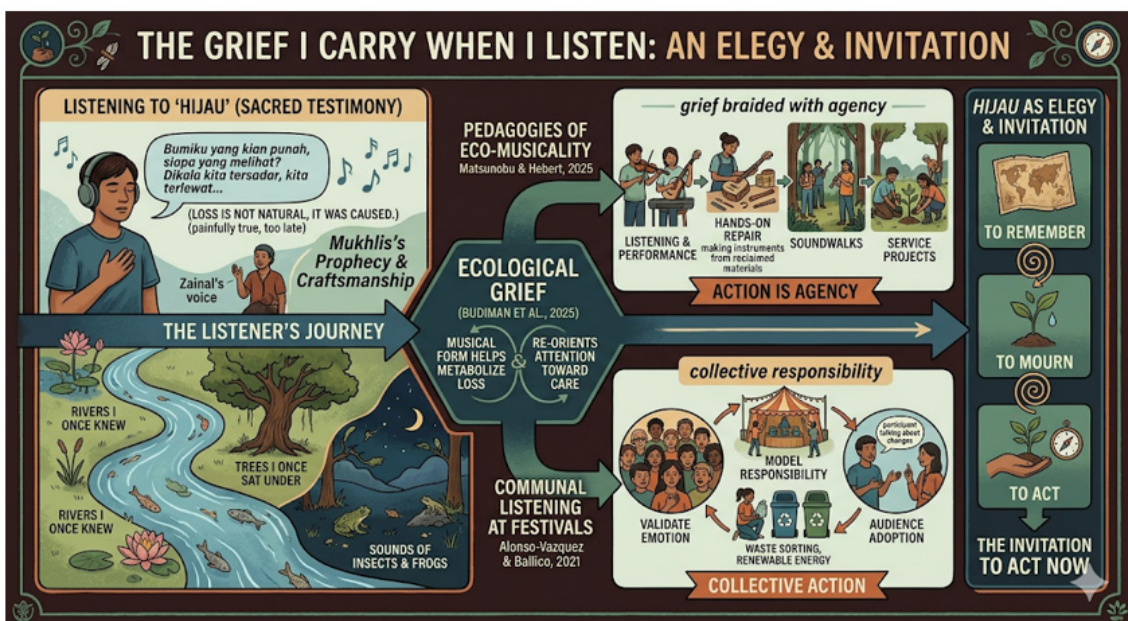 THE GRIEF I CARRY WHEN I LISTEN: AN ELEGY & INVITATION
LISTENING TO 'HIJAU' (SACRED TESTIMONY)
Bumiku yang kian punah,
siopa yang melihat?
Dikala kita tersadar, kita
terlewat...
(LOSS IS NOT NATURAL, IT WAS CAUSED.)
(painfully true, too late)
Mukhlis's
Prophecy &
Craftsmanship
Zainal's
voice
THE LISTENER'S JOURNEY
RIVERS I
ONCE KNEW
TREES I ONCE
SAT UNDER
RIVERS I
ONCE KNEW
SOUNDS OF
INSECTS & FROGS
PEDAGOGIES OF
ECO-MUSICALITY
Matsunobu & Hebert, 2025
ECOLOGICAL
GRIEF
(BUDIMAN ET AL., 2025)
MUSICAL
FORM HELPS
METABOLIZE
LOSS
&
RE-ORIENTS
ATTENTION
TOWARD
CARE
COMMUNAL
LISTENING
AT FESTIVALS
Alonso-Vazquez
& Ballico, 2021
grief braided with agency
LISTENING &
PERFORMANCE
HANDS-ON
REPAIR
making instruments
from reclaimed
materials
SOUNDWALKS
SERVICE
PROJECTS
ACTION IS AGENCY
collective responsibility
VALIDATE
EMOTION
MODEL
RESPONSIBILITY
participant
talking about
changes
AUDIENCE
ADOPTION
WASTE SORTING,
RENEWABLE ENERGY
COLLECTIVE ACTION
HIJAU AS ELEGY
& INVITATION
TO REMEMBER
TO MOURN
TO ACT
THE INVITATION
TO ACT NOW